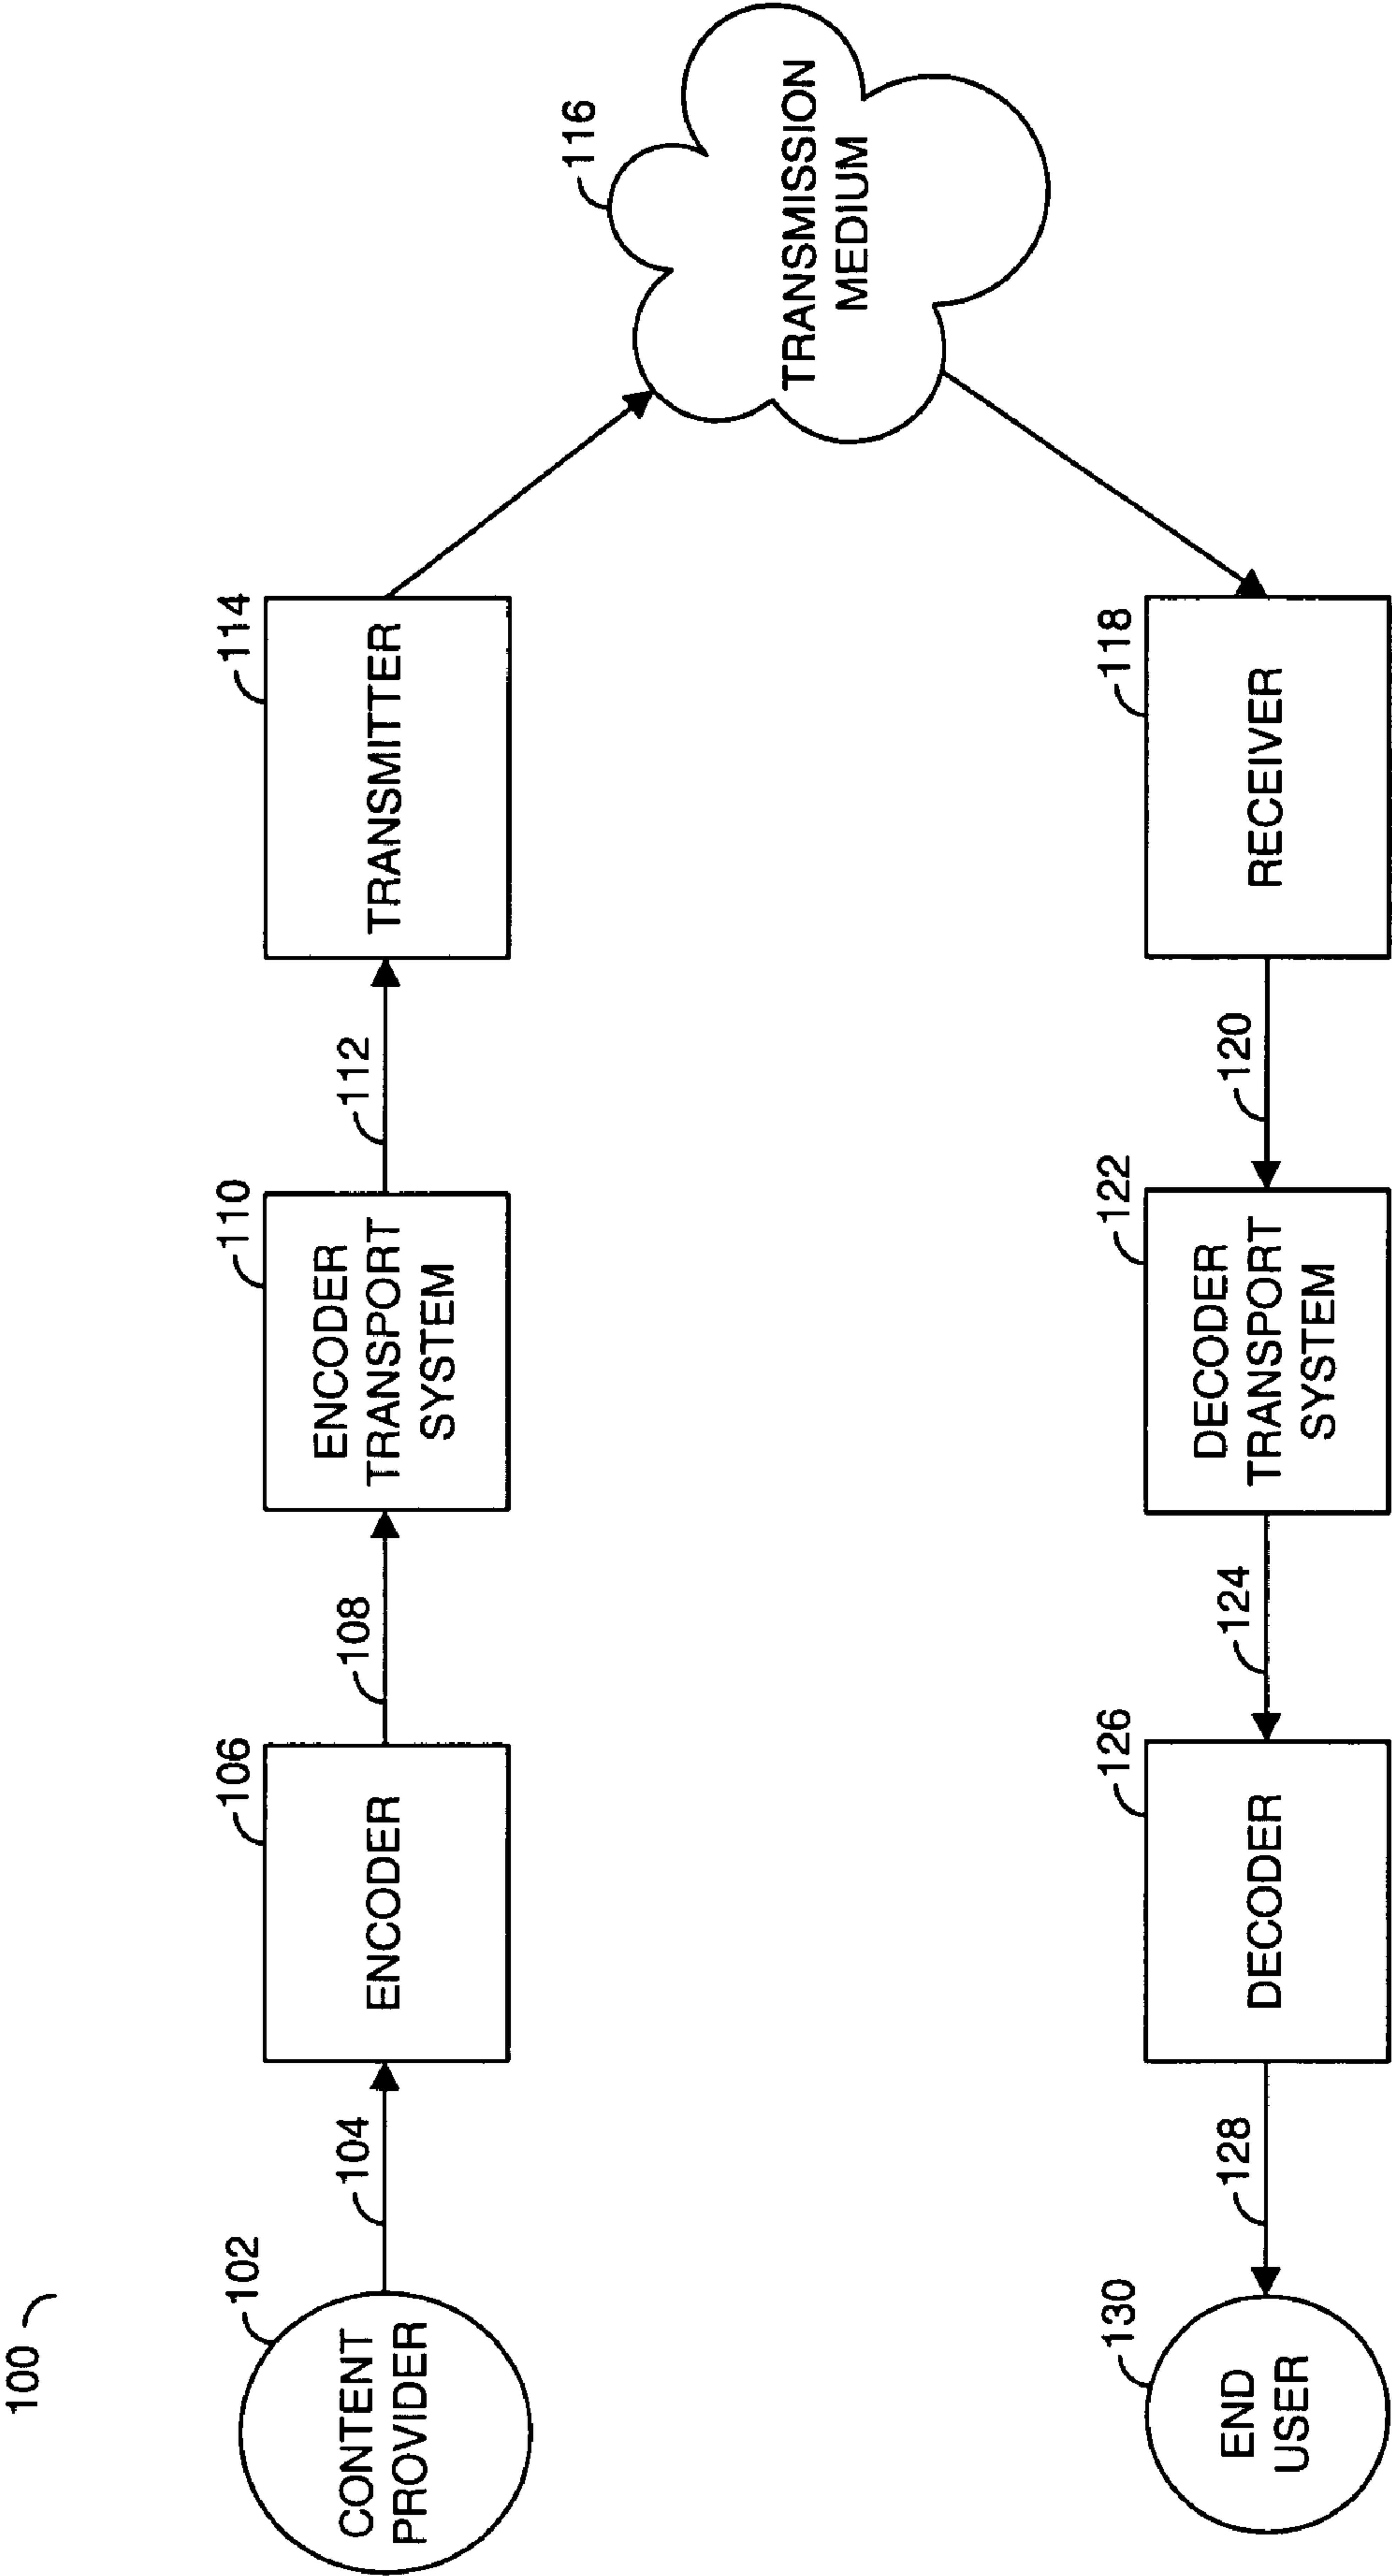 100
102
CONTENT
PROVIDER
104
106
ENCODER
108
110
ENCODER
TRANSPORT
SYSTEM
112
114
TRANSMITTER
116
TRANSMISSION
MEDIUM
118
RECEIVER
120
122
DECODER
TRANSPORT
SYSTEM
124
126
DECODER
128
130
END
USER